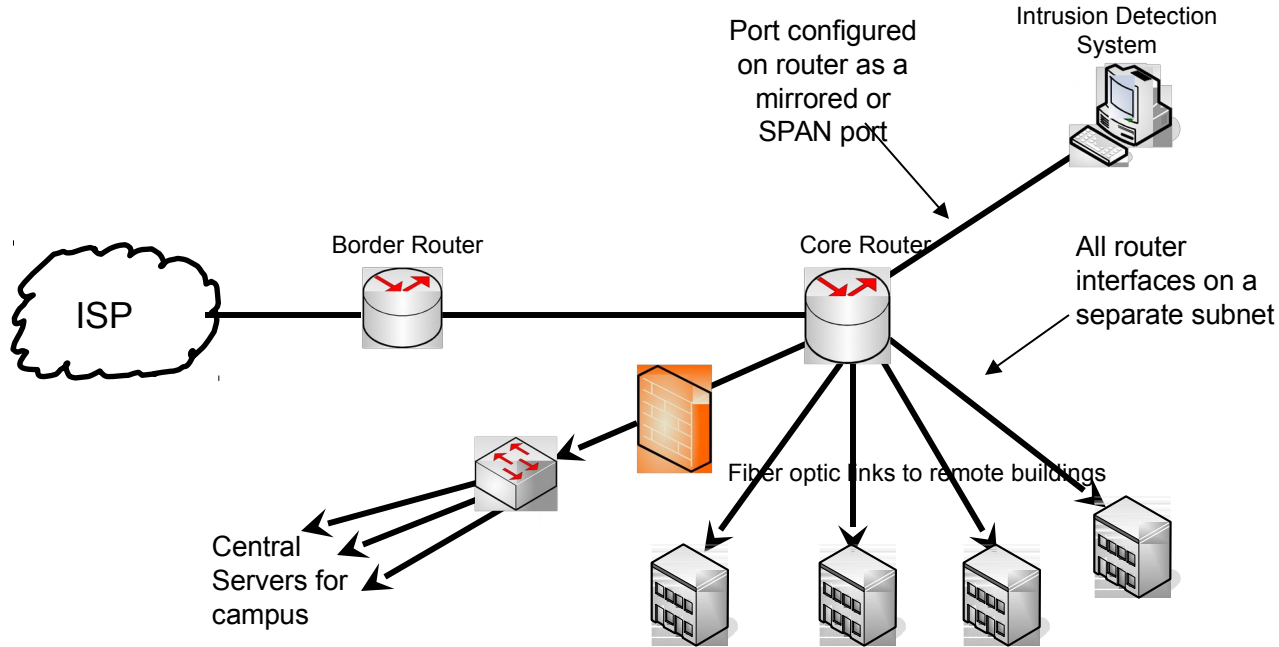 Port configured
on router as a
mirrored or
SPAN port
Intrusion Detection
System
Border Router
Core Router
All router
interfaces on a
separate subnet
ISP
Fiber optic links to remote buildings
Central
Servers for
campus